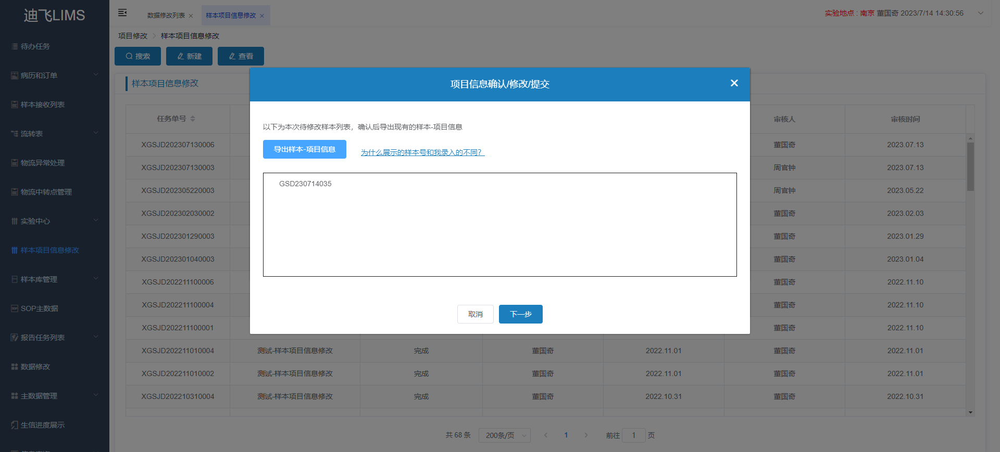 迪飞LIMS
待办任务
病历和订单
样本接收列表
流转表
物流异常处理
物流中转点管理
实验中心
样本项目信息修改
样本库管理
SOP主数据
报告任务列表
数据修改
主数据管理
生信进度展示
数据修改列表 样本项目信息修改
实验地点 : 南京 董国奇 2023/7/14 14:30:56
项目修改 样本项目信息修改
搜索 新建 查看
样本项目信息修改
项目信息确认/修改/提交
以下为本次待修改样本列表，确认后导出现有的样本-项目信息
导出样本-项目信息 为什么展示的样本号和我录入的不同？
GSD230714035
取消 下一步
任务单号 审核人 审核时间
XGSJD202307130006 董国奇 2023.07.13
XGSJD202307130003 周官钟 2023.07.13
XGSJD202305220003 周官钟 2023.05.22
XGSJD202302030002 董国奇 2023.02.03
XGSJD202301290003 董国奇 2023.01.29
XGSJD202301040003 董国奇 2023.01.04
XGSJD202211100006 董国奇 2022.11.10
XGSJD202211100004 董国奇 2022.11.10
XGSJD202211100001 董国奇 2022.11.10
XGSJD202211010004 测试-样本项目信息修改 完成 董国奇 2022.11.01 董国奇 2022.11.01
XGSJD202211010002 测试-样本项目信息修改 完成 董国奇 2022.11.01 董国奇 2022.11.01
XGSJD202210310004 测试-样本项目信息修改 完成 董国奇 2022.10.31 董国奇 2022.10.31
共 68 条 200条/页 1 前往 1 页